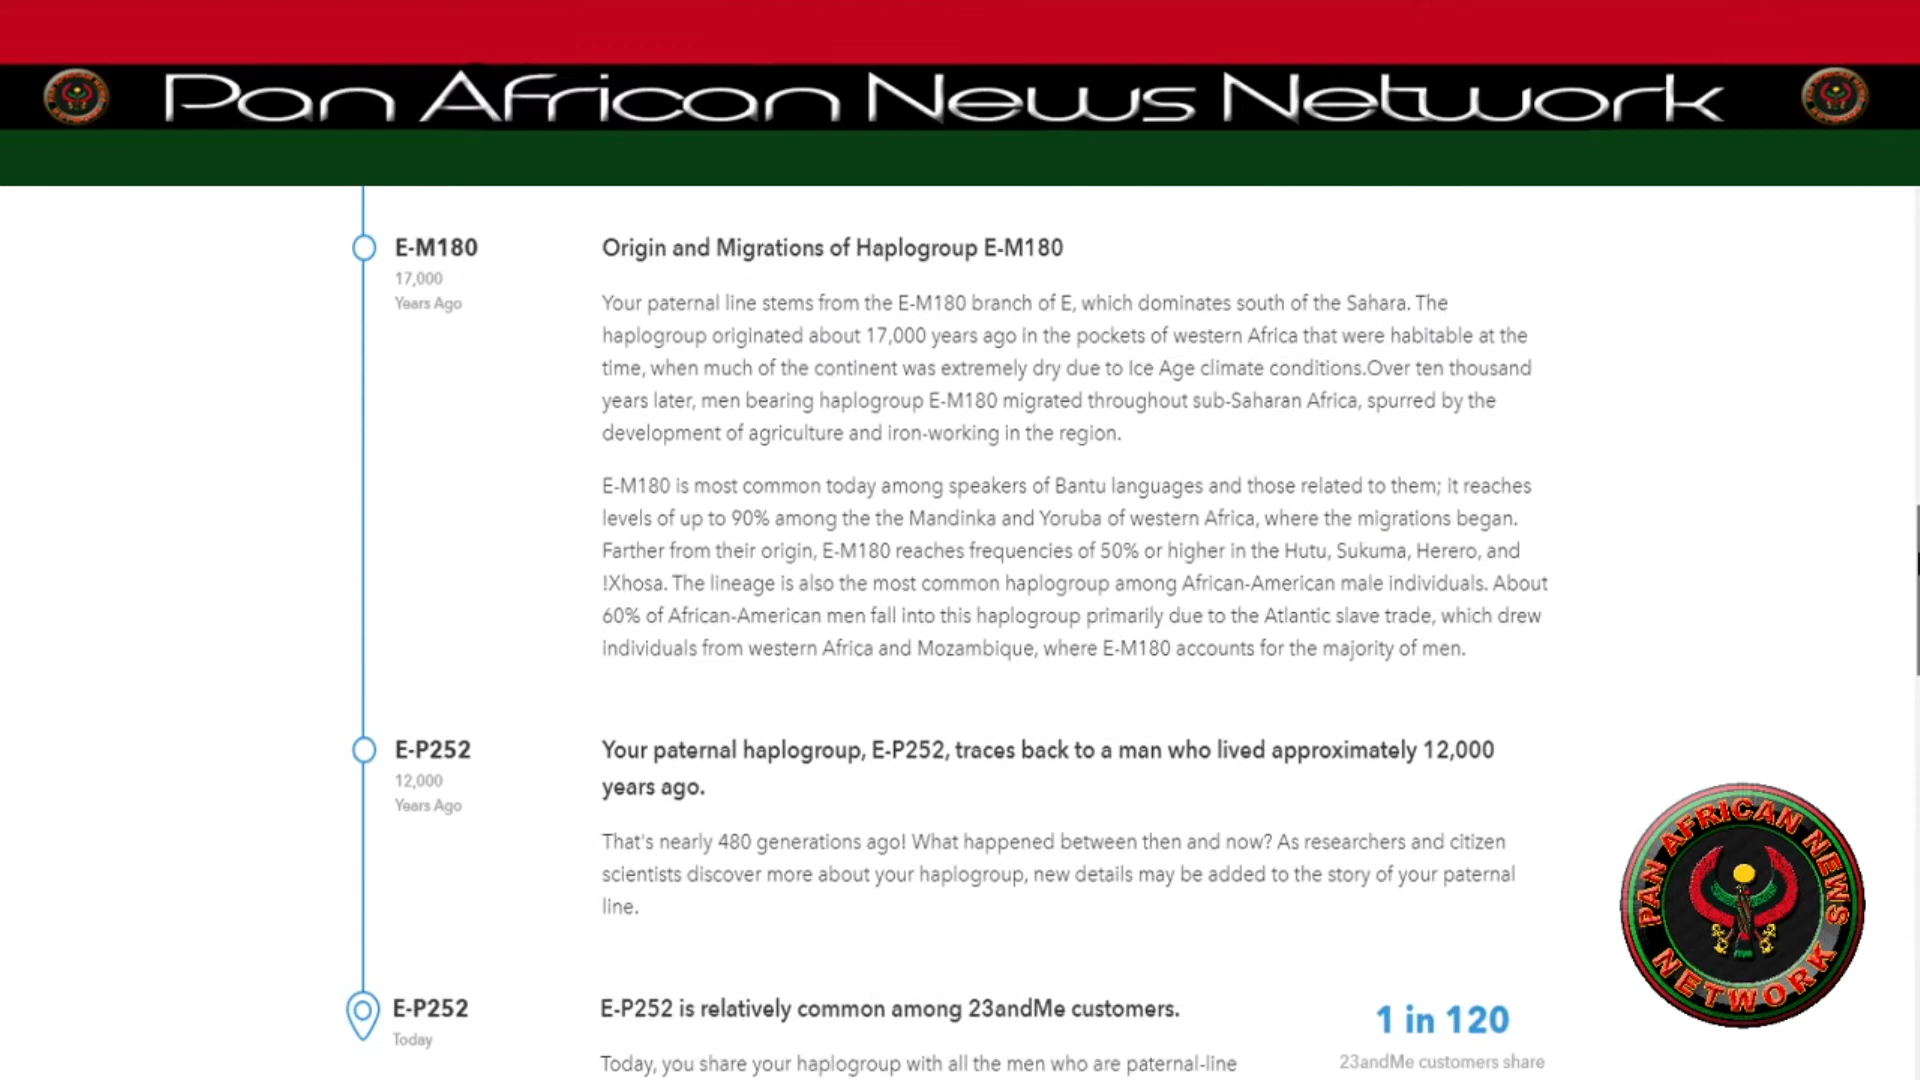 Pan African News Network
E-M180
17,000
Years Ago
Origin and Migrations of Haplogroup E-M180
Your paternal line stems from the E-M180 branch of E, which dominates south of the Sahara. The
haplogroup originated about 17,000 years ago in the pockets of western Africa that were habitable at the
time, when much of the continent was extremely dry due to Ice Age climate conditions.Over ten thousand
years later, men bearing haplogroup E-M180 migrated throughout sub-Saharan Africa, spurred by the
development of agriculture and iron-working in the region.
E-M180 is most common today among speakers of Bantu languages and those related to them; it reaches
levels of up to 90% among the the Mandinka and Yoruba of western Africa, where the migrations began.
Farther from their origin, E-M180 reaches frequencies of 50% or higher in the Hutu, Sukuma, Herero, and
!Xhosa. The lineage is also the most common haplogroup among African-American male individuals. About
60% of African-American men fall into this haplogroup primarily due to the Atlantic slave trade, which drew
individuals from western Africa and Mozambique, where E-M180 accounts for the majority of men.
E-P252
12,000
Years Ago
Your paternal haplogroup, E-P252, traces back to a man who lived approximately 12,000
years ago.
That's nearly 480 generations ago! What happened between then and now? As researchers and citizen
scientists discover more about your haplogroup, new details may be added to the story of your paternal
line.
PAN AFRICAN NEWS
NETWORK
E-P252
Today
E-P252 is relatively common among 23andMe customers.
1 in 120
23andMe customers share
Today, you share your haplogroup with all the men who are paternal-line